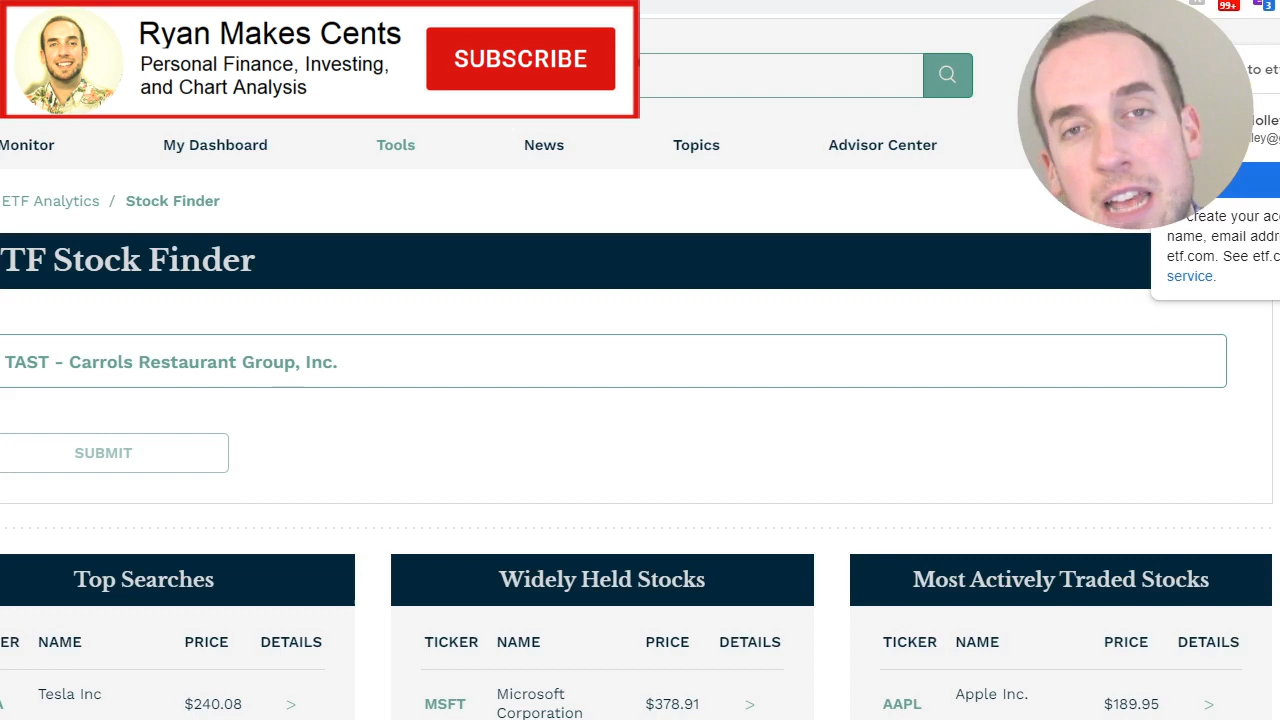 Ryan Makes Cents
Personal Finance, Investing,
and Chart Analysis
SUBSCRIBE
99+
3
Monitor
My Dashboard
Tools
News
Topics
Advisor Center
ETF Analytics / Stock Finder
TF Stock Finder
TAST - Carrols Restaurant Group, Inc.
SUBMIT
to
create your
name, email
etf.com. See
service.
Top Searches
NAME PRICE DETAILS
Tesla Inc $240.08 >
Widely Held Stocks
TICKER NAME PRICE DETAILS
MSFT Microsoft Corporation $378.91 >
Most Actively Traded Stocks
TICKER NAME PRICE DETAILS
AAPL Apple Inc. $189.95 >